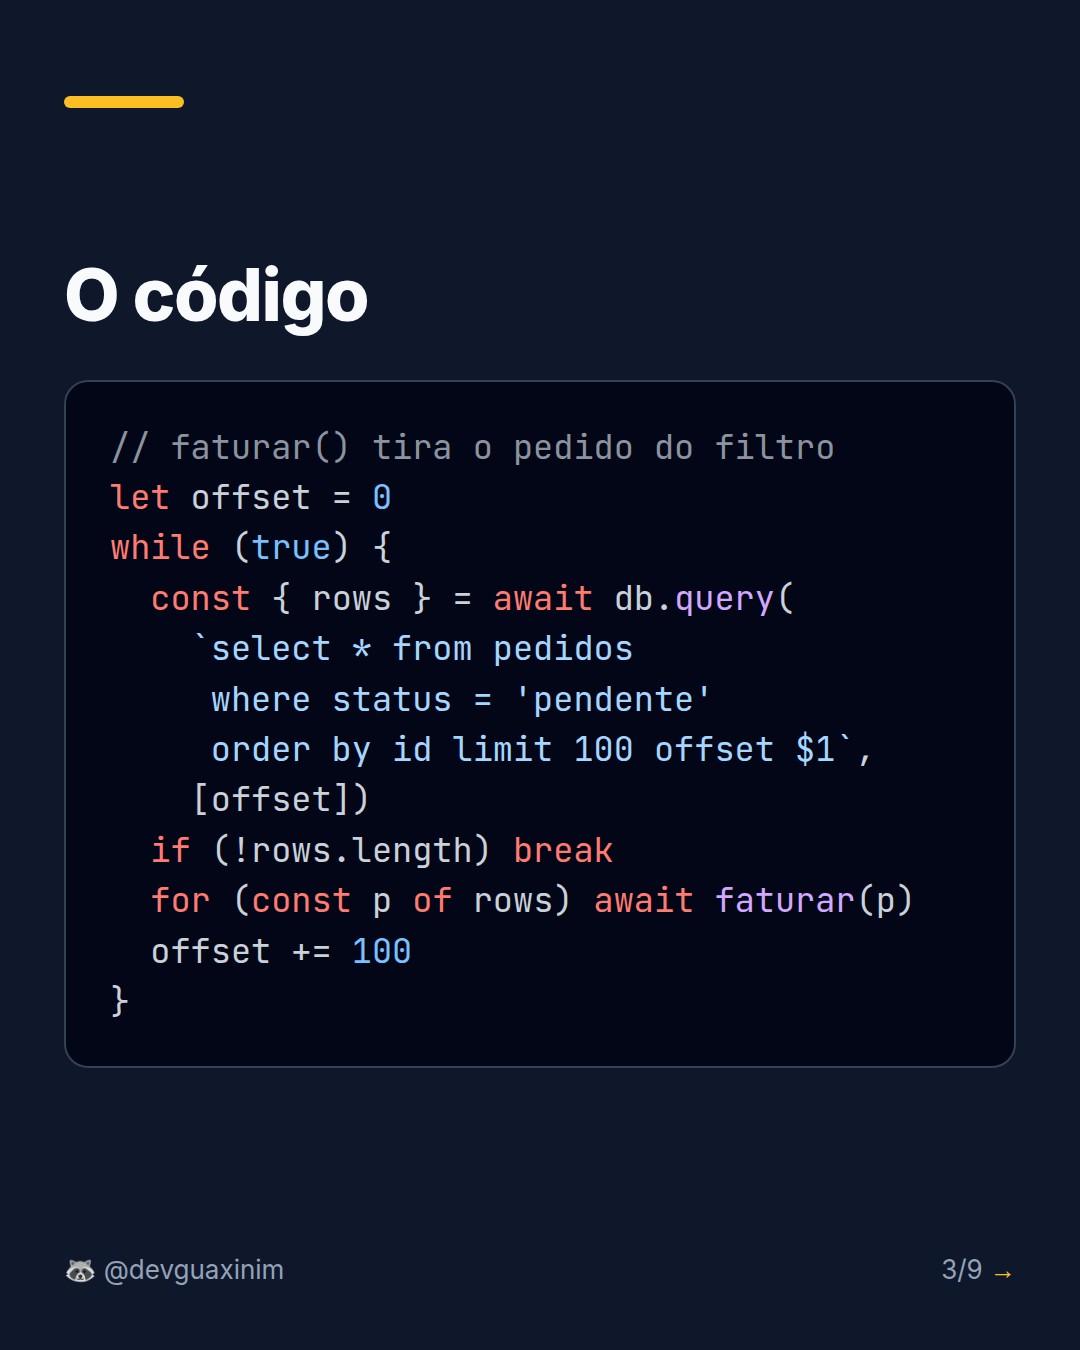 O código
// faturar() tira o pedido do filtro
let offset = 0
while (true) {
  const { rows } = await db.query(
    `select * from pedidos
     where status = 'pendente'
     order by id limit 100 offset $1`,
    [offset])
  if (!rows.length) break
  for (const p of rows) await faturar(p)
  offset += 100
}
🦝 @devguaxinim
3/9 →